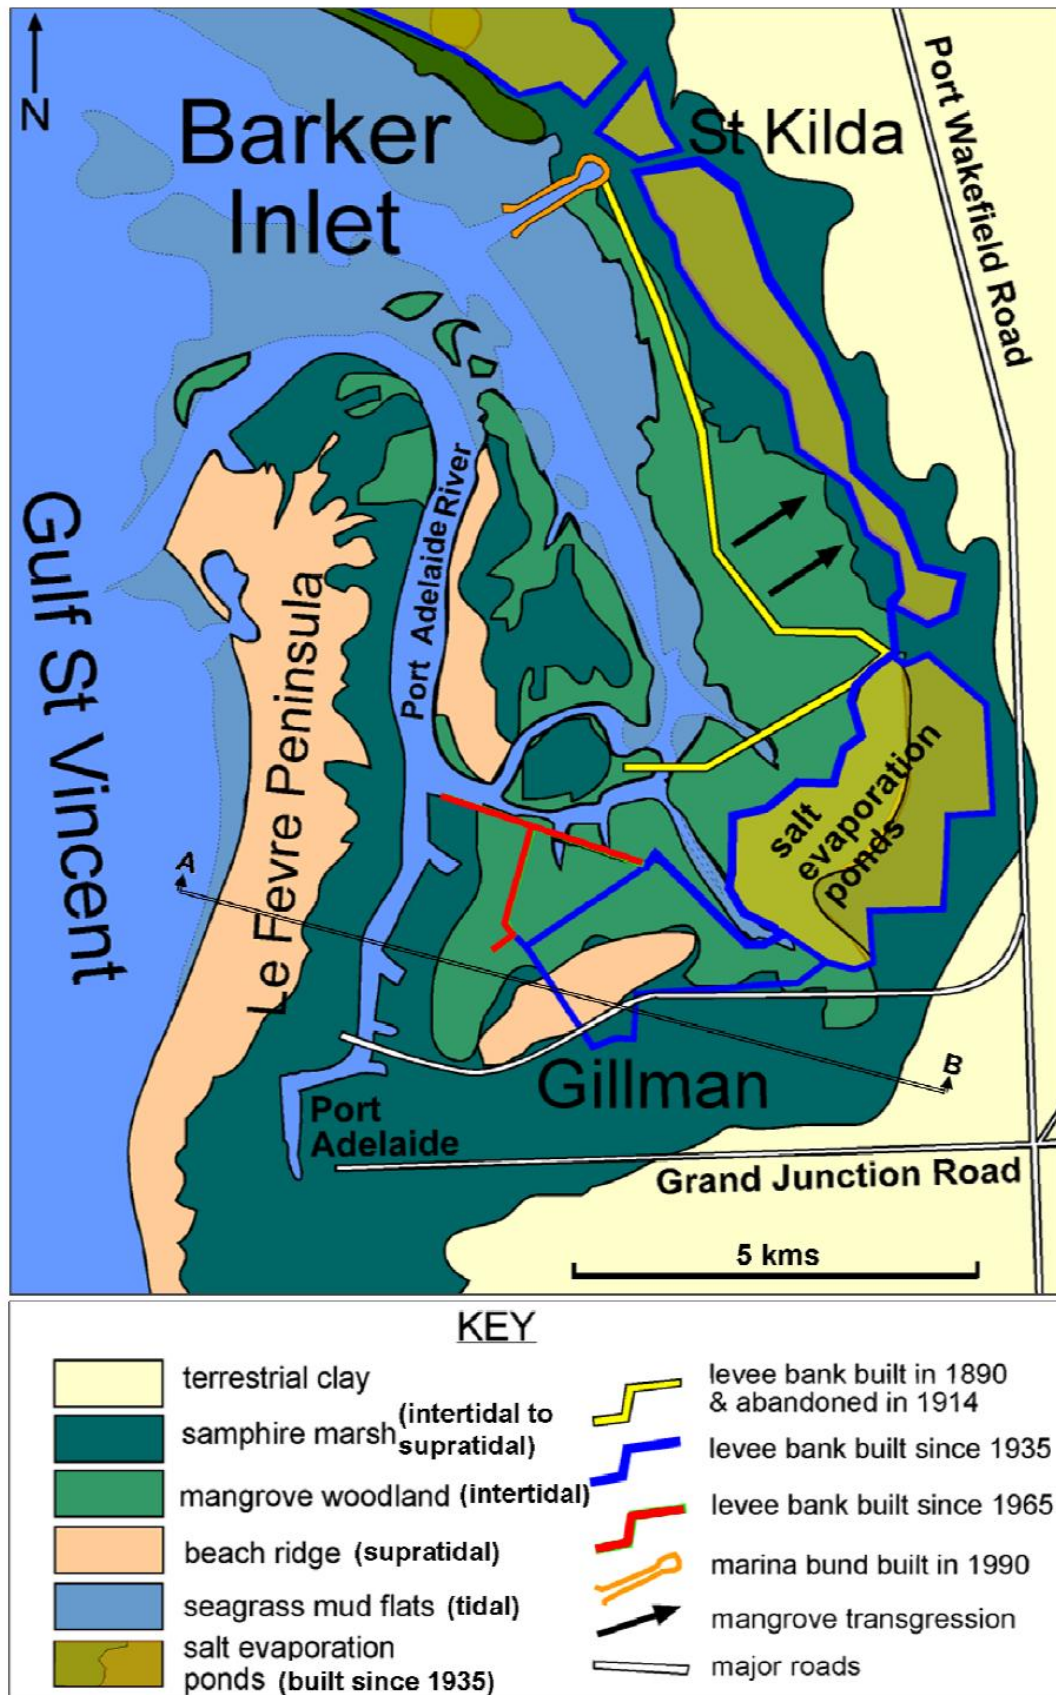 N
Barker
Inlet
St Kilda
Port Wakefield Road
Gulf St Vincent
Le Fevre Peninsula
Port Adelaide River
salt
evaporation
ponds
A
B
Gillman
Port
Adelaide
Grand Junction Road
5 kms
KEY
terrestrial clay
samphire marsh (intertidal to
supratidal)
mangrove woodland (intertidal)
beach ridge (supratidal)
seagrass mud flats (tidal)
salt evaporation
ponds (built since 1935)
levee bank built in 1890
& abandoned in 1914
levee bank built since 1935
levee bank built since 1965
marina bund built in 1990
mangrove transgression
major roads